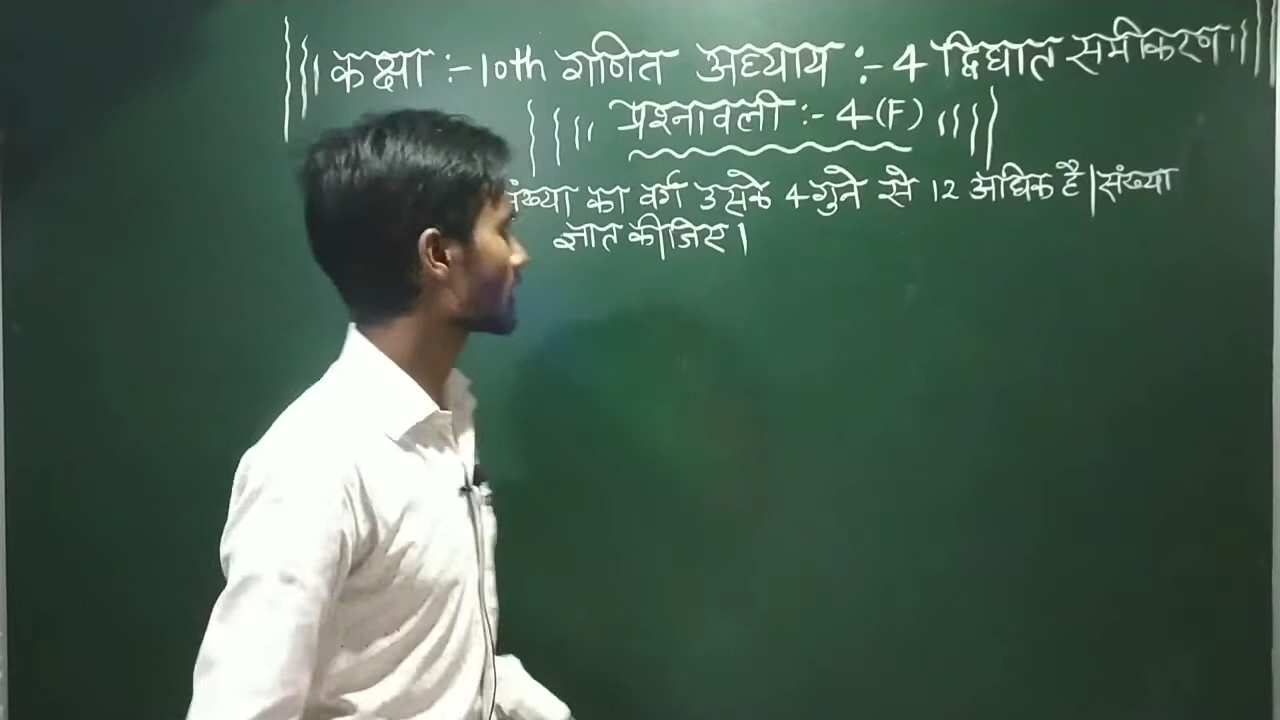 कक्षा :- 10th गणित अध्याय :- 4 द्विघात समीकरण
प्रश्नावली :- 4(F)
संख्या का वर्ग उसके 4 गुने से 12 अधिक है। संख्या
ज्ञात कीजिए।